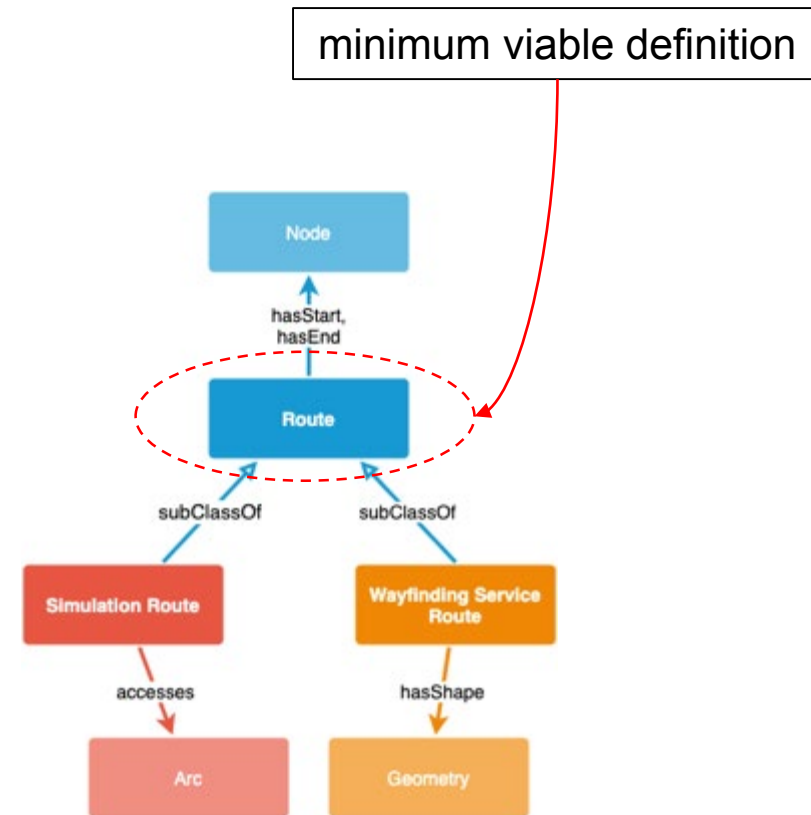 minimum viable definition
Node
hasStart,
hasEnd
Route
subClassOf
subClassOf
Simulation Route
Wayfinding Service
Route
accesses
hasShape
Arc
Geometry